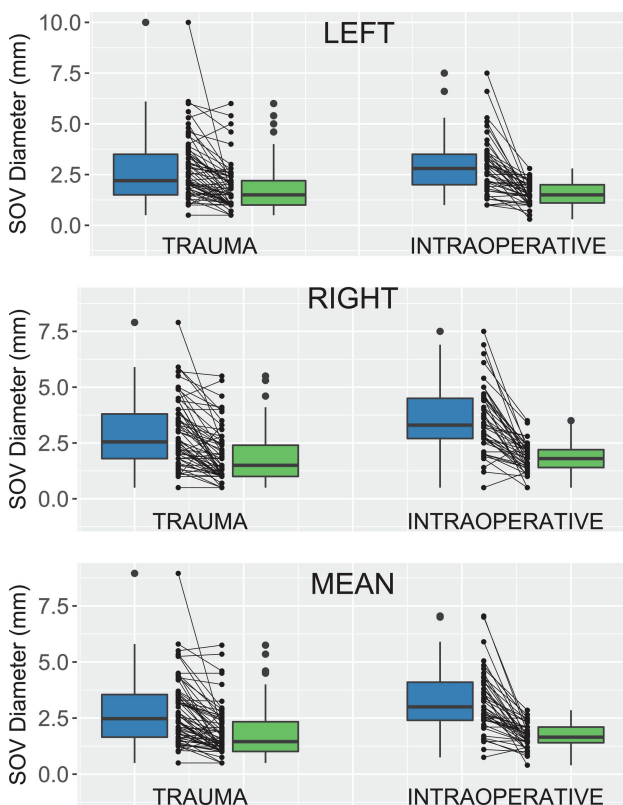 LEFT
SOV Diameter (mm)
10.0
7.5
5.0
2.5
0.0
TRAUMA
INTRAOPERATIVE
RIGHT
SOV Diameter (mm)
7.5
5.0
2.5
0.0
TRAUMA
INTRAOPERATIVE
MEAN
SOV Diameter (mm)
7.5
5.0
2.5
0.0
TRAUMA
INTRAOPERATIVE